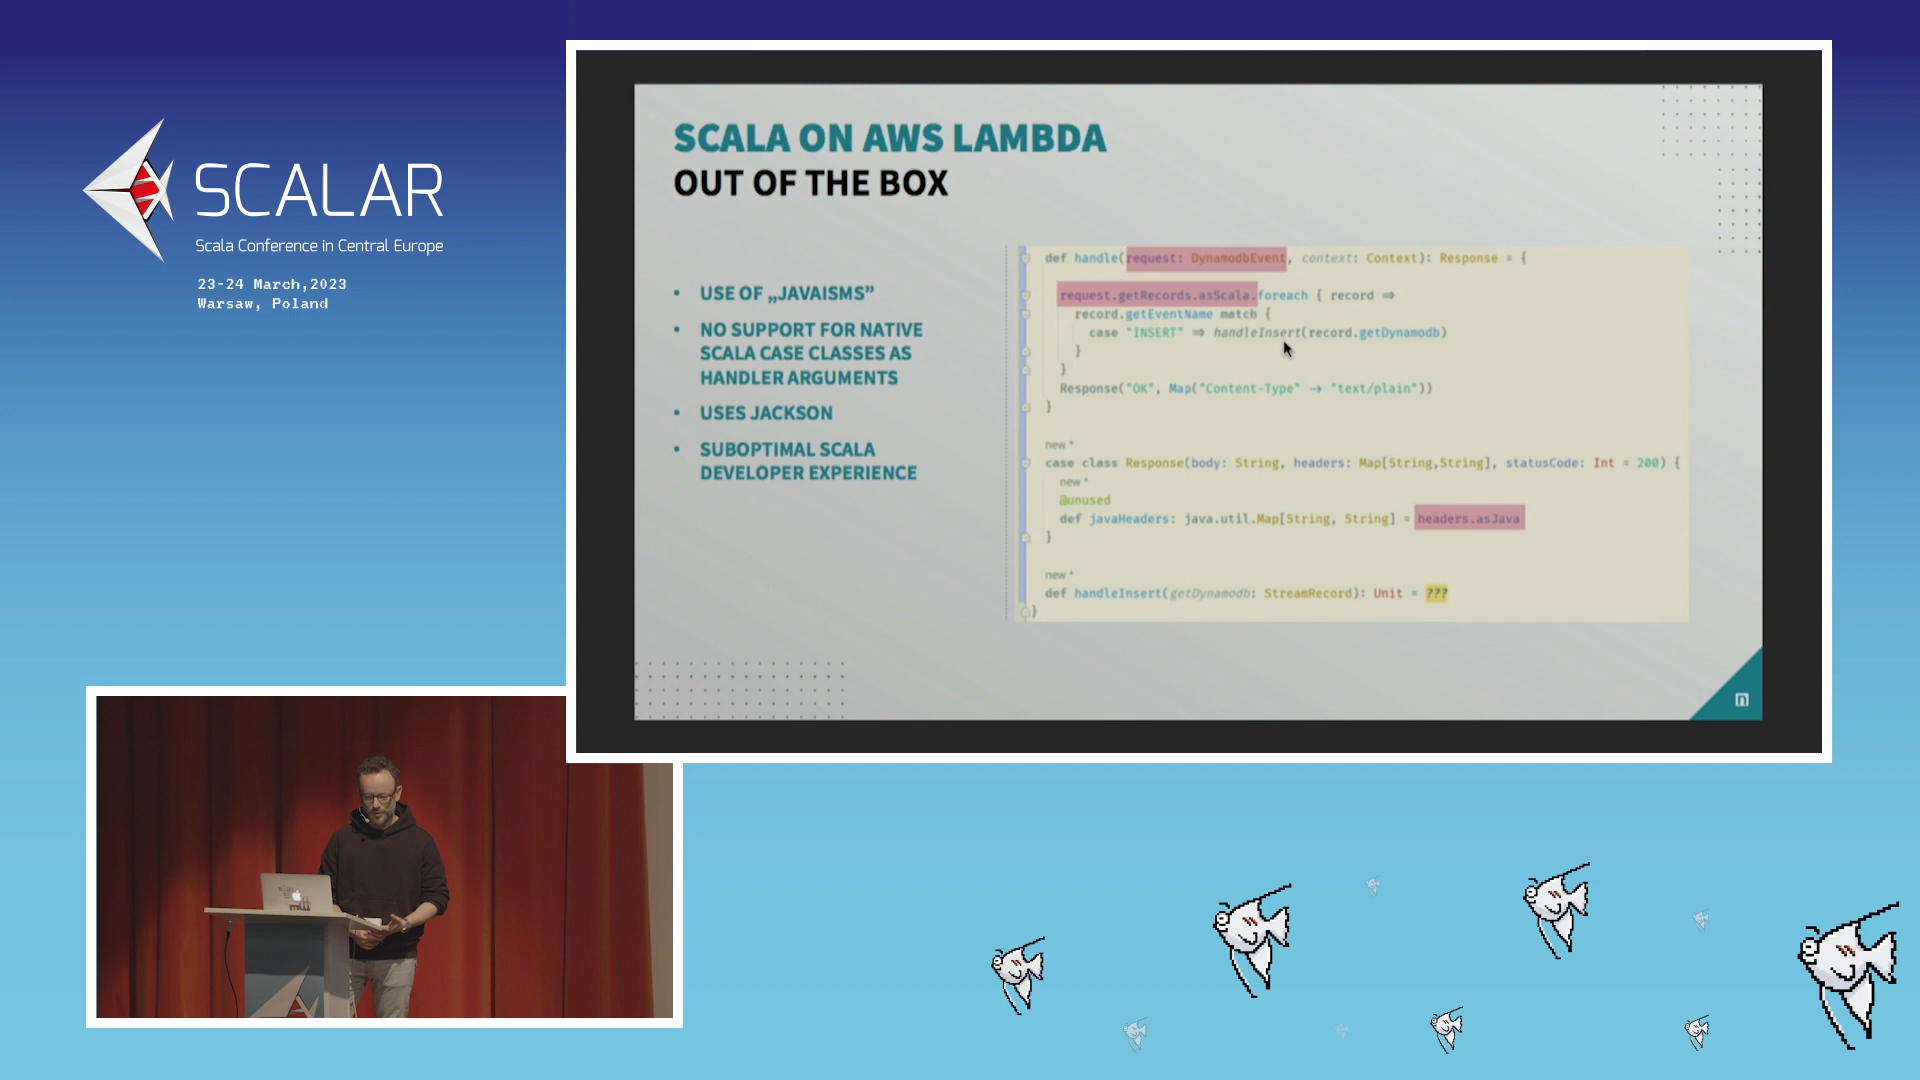 SCALAR
Scala Conference in Central Europe
23-24 March,2023
Warsaw, Poland
SCALA ON AWS LAMBDA
OUT OF THE BOX
• USE OF „JAVAISMS”
• NO SUPPORT FOR NATIVE
SCALA CASE CLASSES AS
HANDLER ARGUMENTS
• USES JACKSON
• SUBOPTIMAL SCALA
DEVELOPER EXPERIENCE
def handle(request: DynamodbEvent, context: Context): Response = {
request.getRecords.asScala.foreach { record ⇒
record.getEventName match {
case "INSERT" ⇒ handleInsert(record.getDynamodb)
}
}
Response("OK", Map("Content-Type" → "text/plain"))
}
new *
case class Response(body: String, headers: Map[String,String], statusCode: Int = 200) {
new *
@unused
def javaHeaders: java.util.Map[String, String] = headers.asJava
}
new *
def handleInsert(getDynamodb: StreamRecord): Unit = ???
}
n